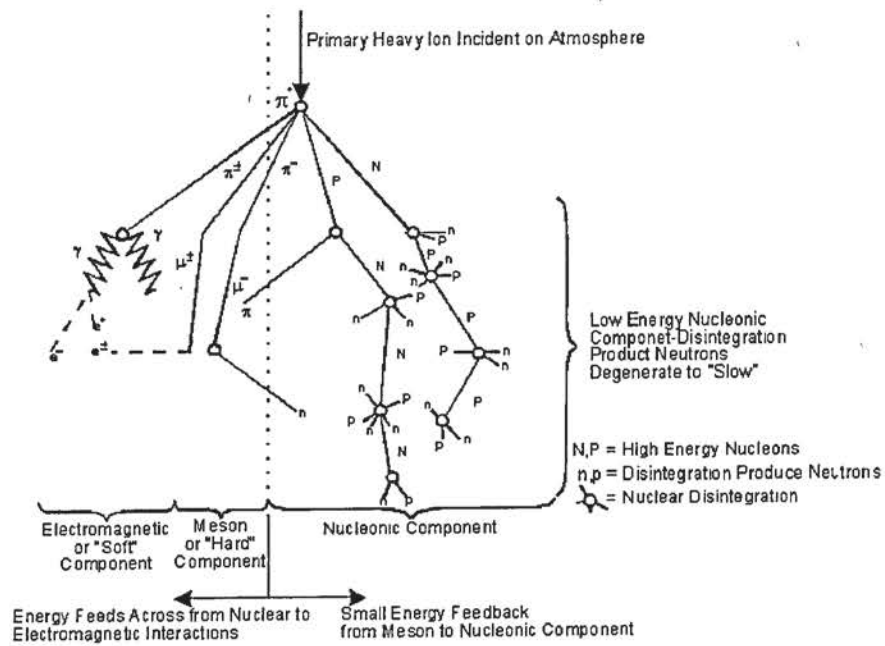 Primary Heavy Ion Incident on Atmosphere
π
N
π±
π⁻
P
n
P
γ
γ
μ±
P
n
n
P
N
μ⁻
π
P
n
n
P
e⁺
e⁻
e±
N
P
n
n
P
n
P
P
n
n
n
n
P
n
N
n
P
Low Energy Nucleonic
Componet-Disintegration
Product Neutrons
Degenerate to "Slow"
N,P = High Energy Nucleons
n,p = Disintegration Produce Neutrons
= Nuclear Disintegration
Electromagnetic
or "Soft"
Component
Meson
or "Hard"
Component
Nucleonic Component
Energy Feeds Across from Nuclear to
Electromagnetic Interactions
Small Energy Feedback
from Meson to Nucleonic Component